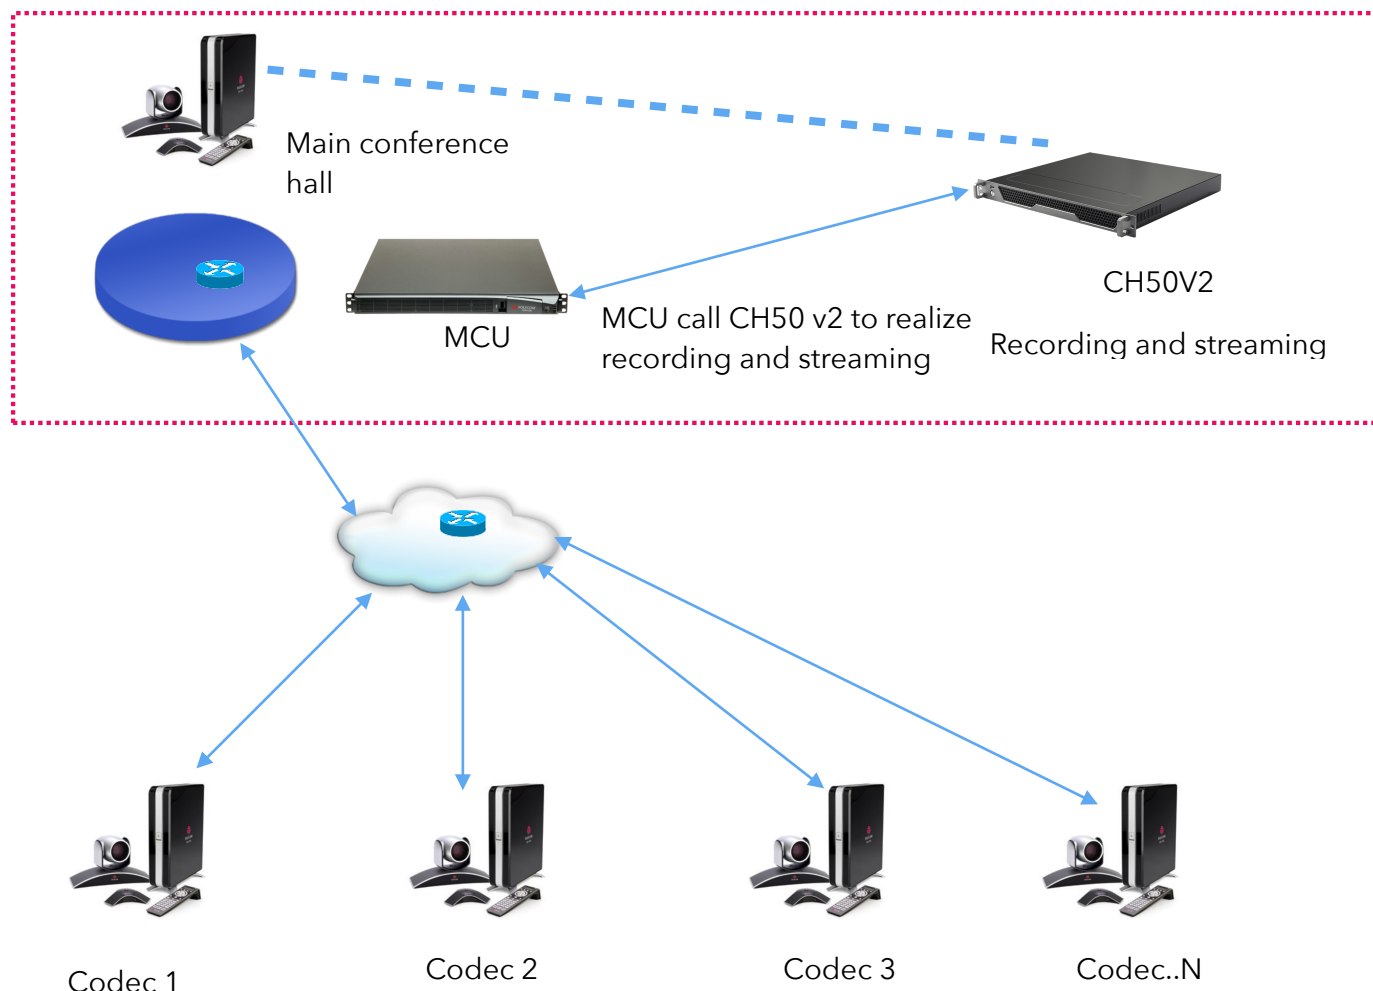 Main conference
hall
CH50V2
MCU
MCU call CH50 v2 to realize
recording and streaming
Recording and streaming
Codec 1
Codec 2
Codec 3
Codec..N